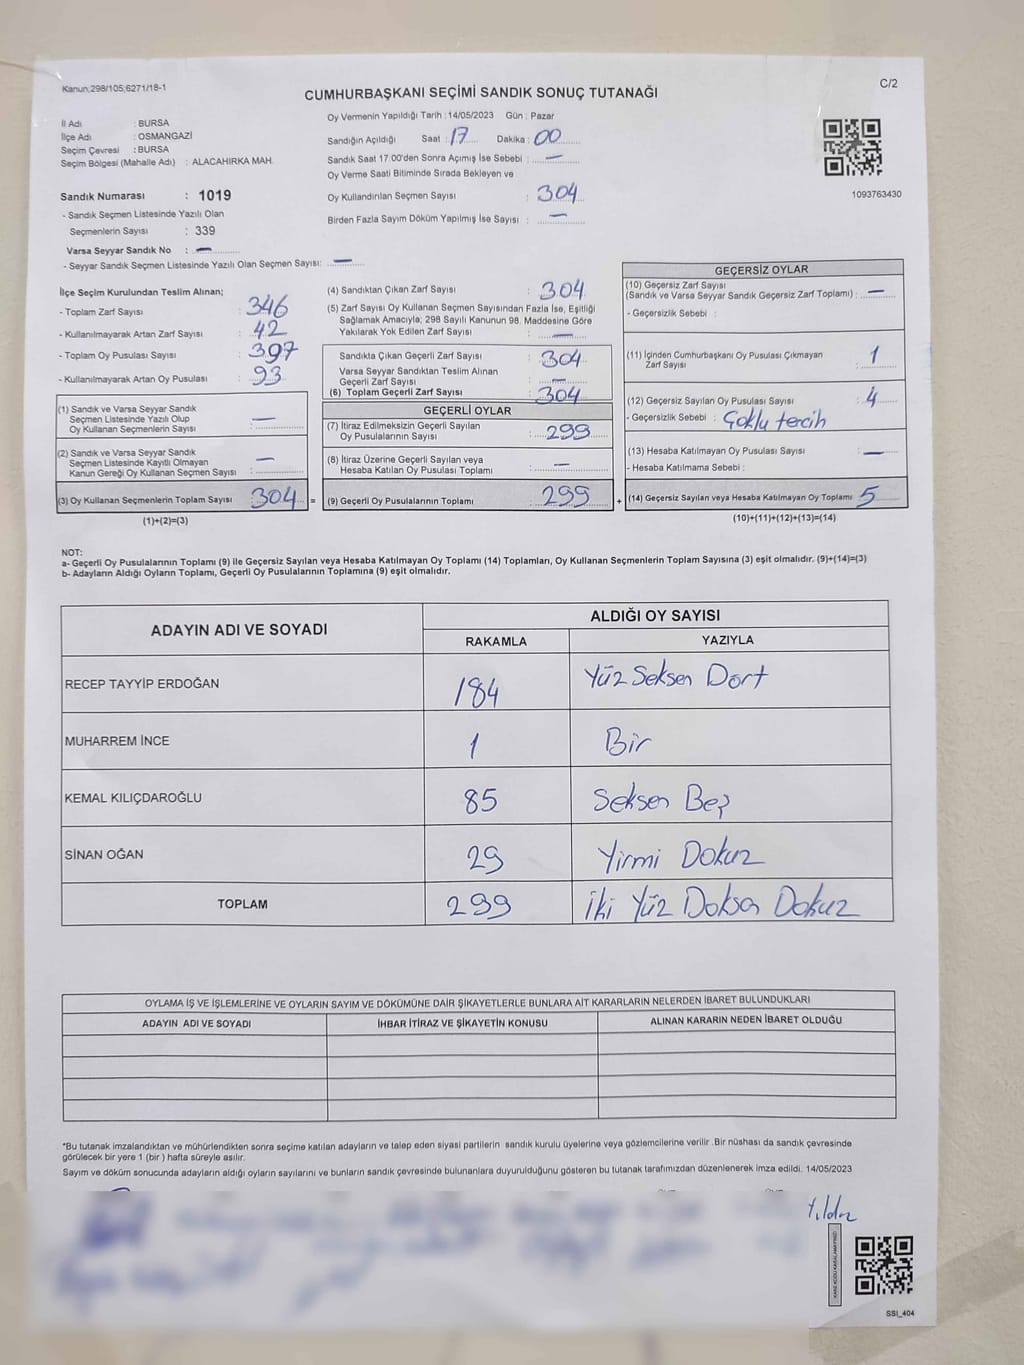 Kanun;298/105;6271/18-1
C/2
CUMHURBAŞKANI SEÇİMİ SANDIK SONUÇ TUTANAĞI
İl Adı : BURSA
İlçe Adı : OSMANGAZİ
Seçim Çevresi : BURSA
Seçim Bölgesi (Mahalle Adı) : ALACAHIRKA MAH.
Sandık Numarası : 1019
- Sandık Seçmen Listesinde Yazılı Olan
Seçmenlerin Sayısı : 339
Varsa Seyyar Sandık No : —
- Seyyar Sandık Seçmen Listesinde Yazılı Olan Seçmen Sayısı: —
Oy Vermenin Yapıldığı Tarih : 14/05/2023 Gün : Pazar
Sandığın Açıldığı Saat : 17 Dakika : 00
Sandık Saat 17:00'den Sonra Açımış İse Sebebi : —
Oy Verme Saati Bitiminde Sırada Bekleyen ve
Oy Kullandırılan Seçmen Sayısı : 304
Birden Fazla Sayım Döküm Yapılmış İse Sayısı : —
1093763430
İlçe Seçim Kurulundan Teslim Alınan;
- Toplam Zarf Sayısı : 346
- Kullanılmayarak Artan Zarf Sayısı : 42
- Toplam Oy Pusulası Sayısı : 397
- Kullanılmayarak Artan Oy Pusulası : 93
(1) Sandık ve Varsa Seyyar Sandık
Seçmen Listesinde Yazılı Olup
Oy Kullanan Seçmenlerin Sayısı : —
(2) Sandık ve Varsa Seyyar Sandık
Seçmen Listesinde Kayıtlı Olmayan
Kanun Gereği Oy Kullanan Seçmen Sayısı : —
(3) Oy Kullanan Seçmenlerin Toplam Sayısı : 304 =
(1)+(2)=(3)
(4) Sandıktan Çıkan Zarf Sayısı : 304
(5) Zarf Sayısı Oy Kullanan Seçmen Sayısından Fazla İse, Eşitliği
Sağlamak Amacıyla; 298 Sayılı Kanunun 98. Maddesine Göre
Yakılarak Yok Edilen Zarf Sayısı : —
Sandıkta Çıkan Geçerli Zarf Sayısı : 304
Varsa Seyyar Sandıktan Teslim Alınan
Geçerli Zarf Sayısı : —
(6) Toplam Geçerli Zarf Sayısı : 304
GEÇERLİ OYLAR
(7) İtiraz Edilmeksizin Geçerli Sayılan
Oy Pusulalarının Sayısı : 299
(8) İtiraz Üzerine Geçerli Sayılan veya
Hesaba Katılan Oy Pusulası Toplamı : —
(9) Geçerli Oy Pusulalarının Toplamı : 299 +
GEÇERSİZ OYLAR
(10) Geçersiz Zarf Sayısı
(Sandık ve Varsa Seyyar Sandık Geçersiz Zarf Toplamı) : —
- Geçersizlik Sebebi :
(11) İçinden Cumhurbaşkanı Oy Pusulası Çıkmayan
Zarf Sayısı : 1
(12) Geçersiz Sayılan Oy Pusulası Sayısı : 4
- Geçersizlik Sebebi : Çoklu tercih
(13) Hesaba Katılmayan Oy Pusulası Sayısı : —
- Hesaba Katılmama Sebebi :
(14) Geçersiz Sayılan veya Hesaba Katılmayan Oy Toplamı : 5
(10)+(11)+(12)+(13)=(14)
NOT:
a- Geçerli Oy Pusulalarının Toplamı (9) ile Geçersiz Sayılan veya Hesaba Katılmayan Oy Toplamı (14) Toplamları, Oy Kullanan Seçmenlerin Toplam Sayısına (3) eşit olmalıdır. (9)+(14)=(3)
b- Adayların Aldığı Oyların Toplamı, Geçerli Oy Pusulalarının Toplamına (9) eşit olmalıdır.
ADAYIN ADI VE SOYADI
ALDIĞI OY SAYISI
RAKAMLA YAZIYLA
RECEP TAYYİP ERDOĞAN 184 Yüz Seksen Dört
MUHARREM İNCE 1 Bir
KEMAL KILIÇDAROĞLU 85 Seksen Beş
SİNAN OĞAN 29 Yirmi Dokuz
TOPLAM 299 İki Yüz Doksan Dokuz
OYLAMA İŞ VE İŞLEMLERİNE VE OYLARIN SAYIM VE DÖKÜMÜNE DAİR ŞİKAYETLERLE BUNLARA AİT KARARLARIN NELERDEN İBARET BULUNDUKLARI
ADAYIN ADI VE SOYADI İHBAR İTİRAZ VE ŞİKAYETİN KONUSU ALINAN KARARIN NEDEN İBARET OLDUĞU
*Bu tutanak imzalandıktan ve mühürlendikten sonra seçime katılan adayların ve talep eden siyasi partilerin sandık kurulu üyelerine veya gözlemcilerine verilir. Bir nüshası da sandık çevresinde
görülecek bir yere 1 (bir) hafta süreyle asılır.
Sayım ve döküm sonucunda adayların aldığı oyların sayılarını ve bunların sandık çevresinde bulunanlara duyurulduğunu gösteren bu tutanak tarafımızdan düzenlenerek imza edildi. 14/05/2023
Yıldız
SSI_404